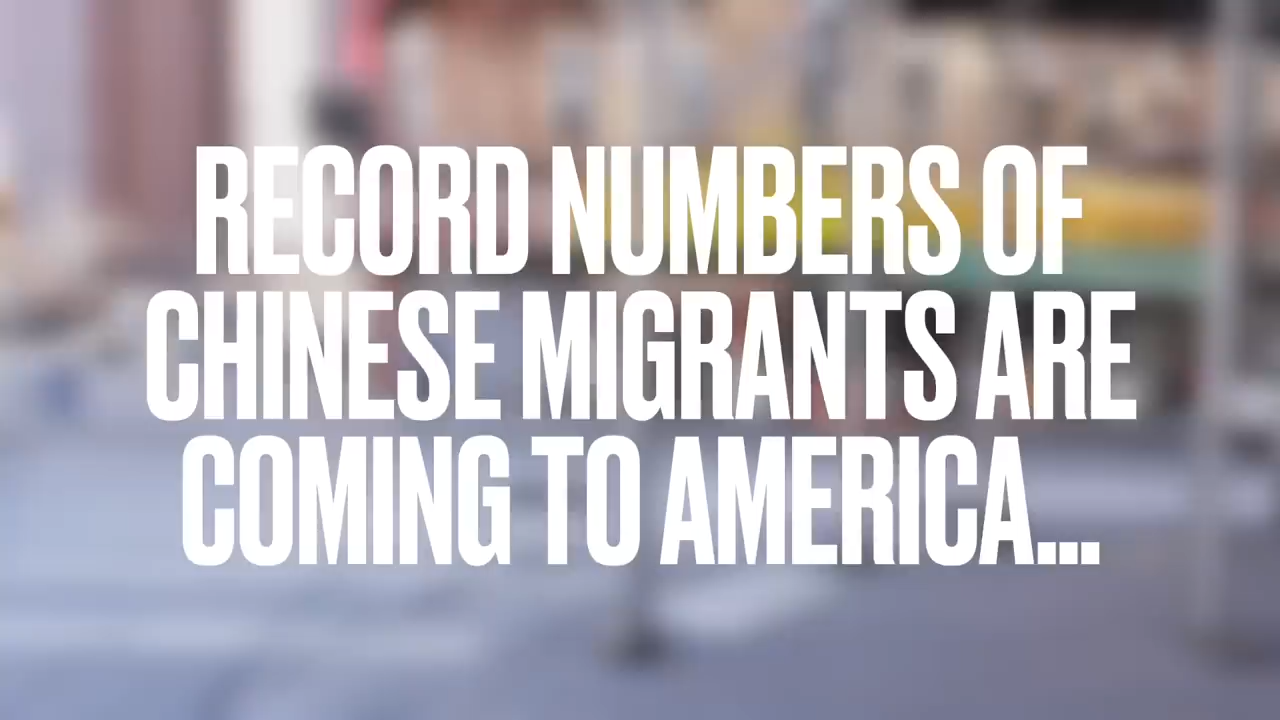 RECORD NUMBERS OF
CHINESE MIGRANTS ARE
COMING TO AMERICA...